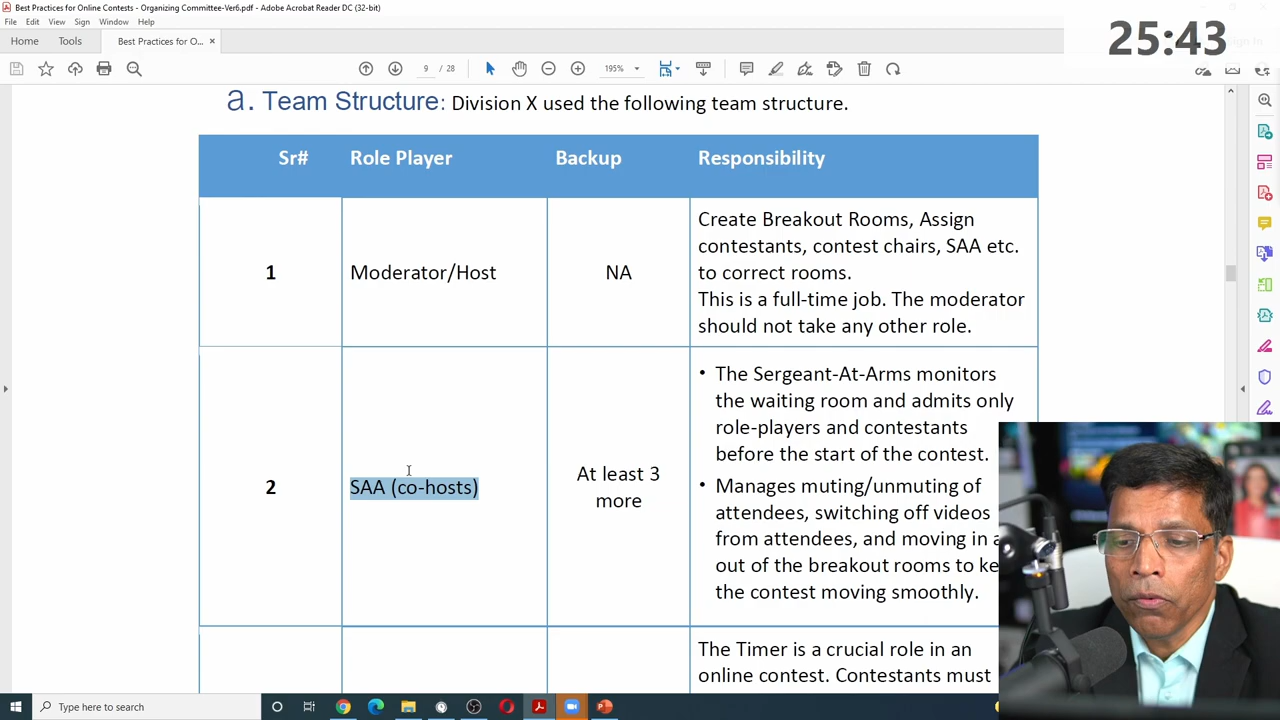 Best Practices for Online Contests - Organizing Committee-Ver6.pdf - Adobe Acrobat Reader DC (32-bit)
File Edit View Sign Window Help
25:43
Home Tools Best Practices for O... ×
9 / 28 195%
a. Team Structure: Division X used the following team structure.
Sr# Role Player Backup Responsibility
1 Moderator/Host NA
Create Breakout Rooms, Assign
contestants, contest chairs, SAA etc.
to correct rooms.
This is a full-time job. The moderator
should not take any other role.
2 SAA (co-hosts)
At least 3
more
• The Sergeant-At-Arms monitors
the waiting room and admits only
role-players and contestants
before the start of the contest.
• Manages muting/unmuting of
attendees, switching off videos
from attendees, and moving in
out of the breakout rooms to
the contest moving smoothly.
The Timer is a crucial role in an
online contest. Contestants must
Type here to search